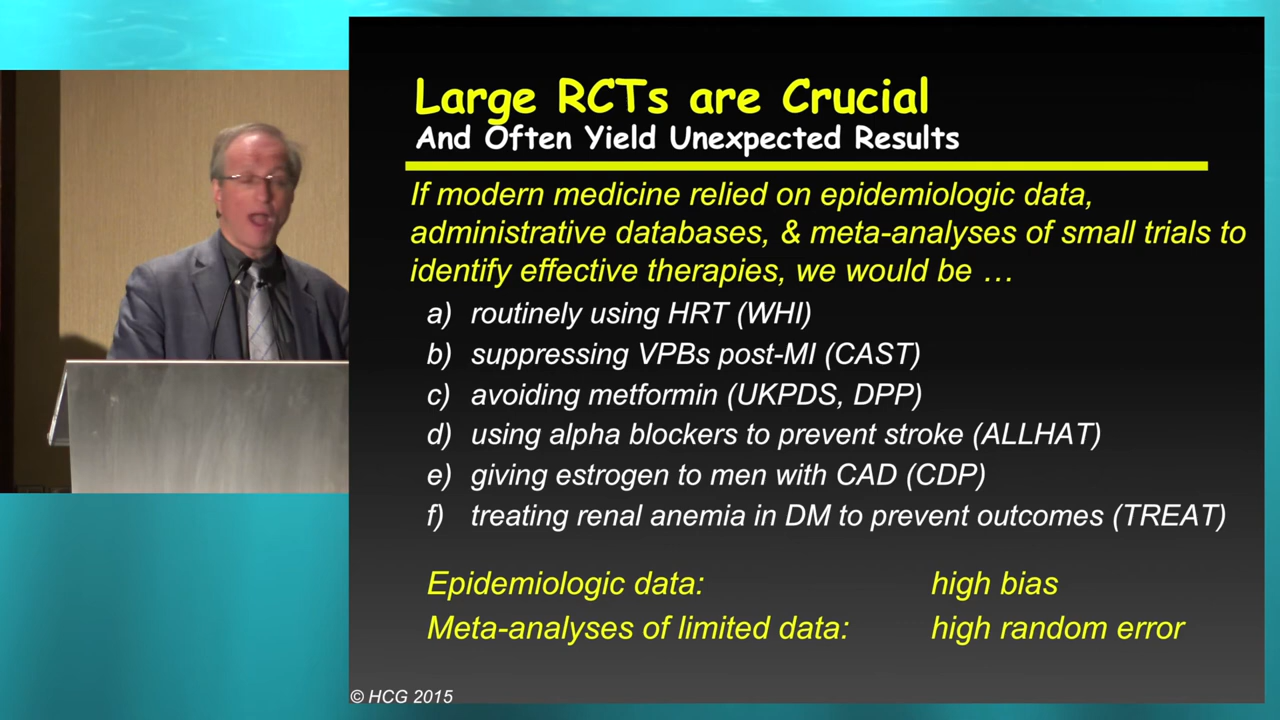 Large RCTs are Crucial
And Often Yield Unexpected Results
If modern medicine relied on epidemiologic data,
administrative databases, & meta-analyses of small trials to
identify effective therapies, we would be …
a) routinely using HRT (WHI)
b) suppressing VPBs post-MI (CAST)
c) avoiding metformin (UKPDS, DPP)
d) using alpha blockers to prevent stroke (ALLHAT)
e) giving estrogen to men with CAD (CDP)
f) treating renal anemia in DM to prevent outcomes (TREAT)
Epidemiologic data: high bias
Meta-analyses of limited data: high random error
© HCG 2015